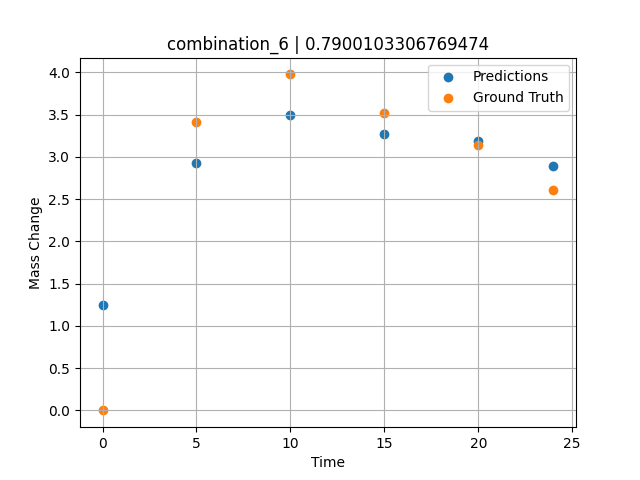 combination_6 | 0.7900103306769474
Predictions
Ground Truth
Mass Change
4.0
3.5
3.0
2.5
2.0
1.5
1.0
0.5
0.0
0 5 10 15 20 25
Time